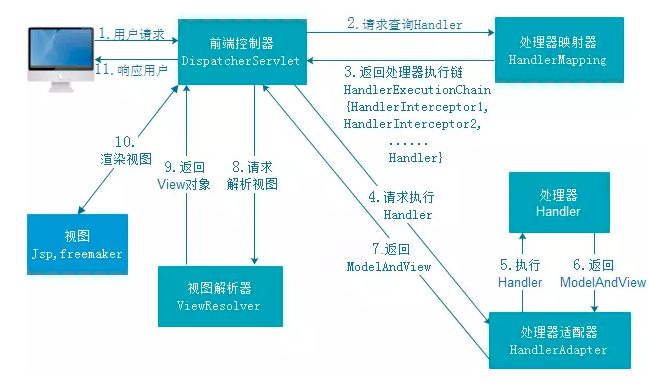 1.用户请求
11.响应用户
前端控制器
DispatcherServlet
2.请求查询Handler
处理器映射器
HandlerMapping
3.返回处理器执行链
HandlerExecutionChain
{HandlerInterceptor1,
HandlerInterceptor2,
......
Handler}
10.
渲染视图
9.返回
View对象
8.请求
解析视图
4.请求执行
Handler
处理器
Handler
视图
Jsp,freemaker
7.返回
ModelAndView
5.执行
Handler
6.返回
ModelAndView
视图解析器
ViewResolver
处理器适配器
HandlerAdapter